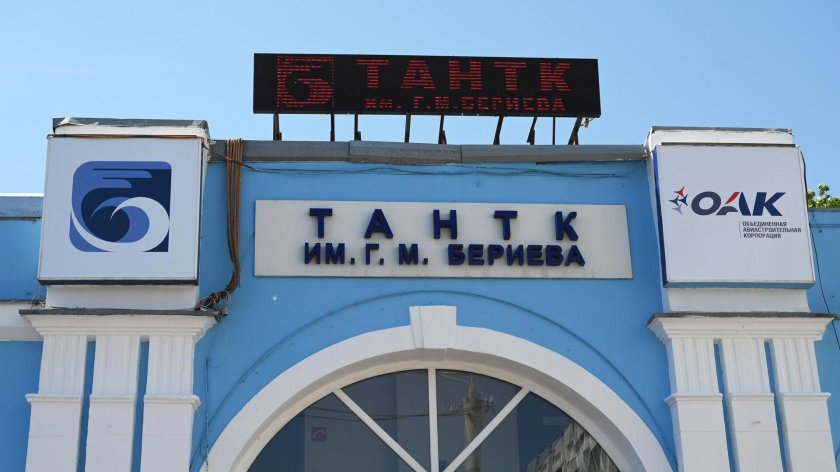 ТАНТК
ИМ. Г.М.БЕРИЕВА
ТАНТК
ИМ. Г. М. БЕРИЕВА
ОАК
ОБЪЕДИНЕННАЯ
АВИАСТРОИТЕЛЬНАЯ
КОРПОРАЦИЯ